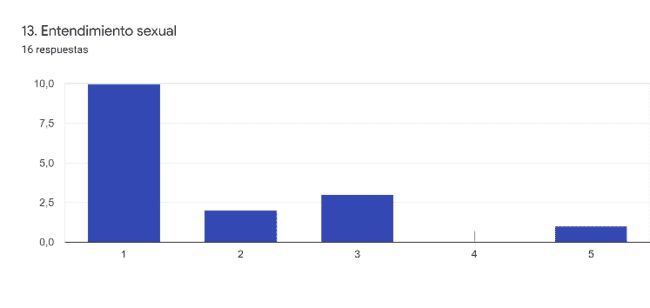 13. Entendimiento sexual
16 respuestas
10,0
7,5
5,0
2,5
0,0
1 2 3 4 5